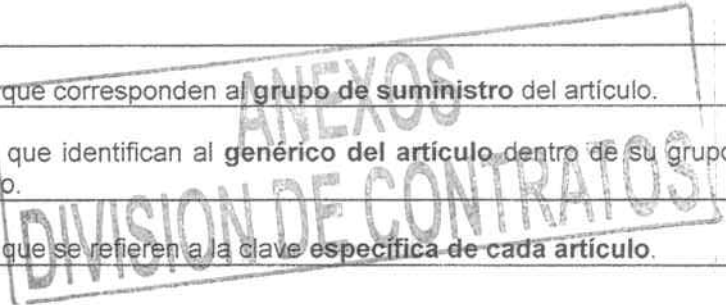 que corresponden al grupo de suministro del artículo.
que identifican al genérico del artículo dentro de su grupo
o.
que se refieren a la clave específica de cada artículo.
ANEXOS
DIVISION DE CONTRATOS